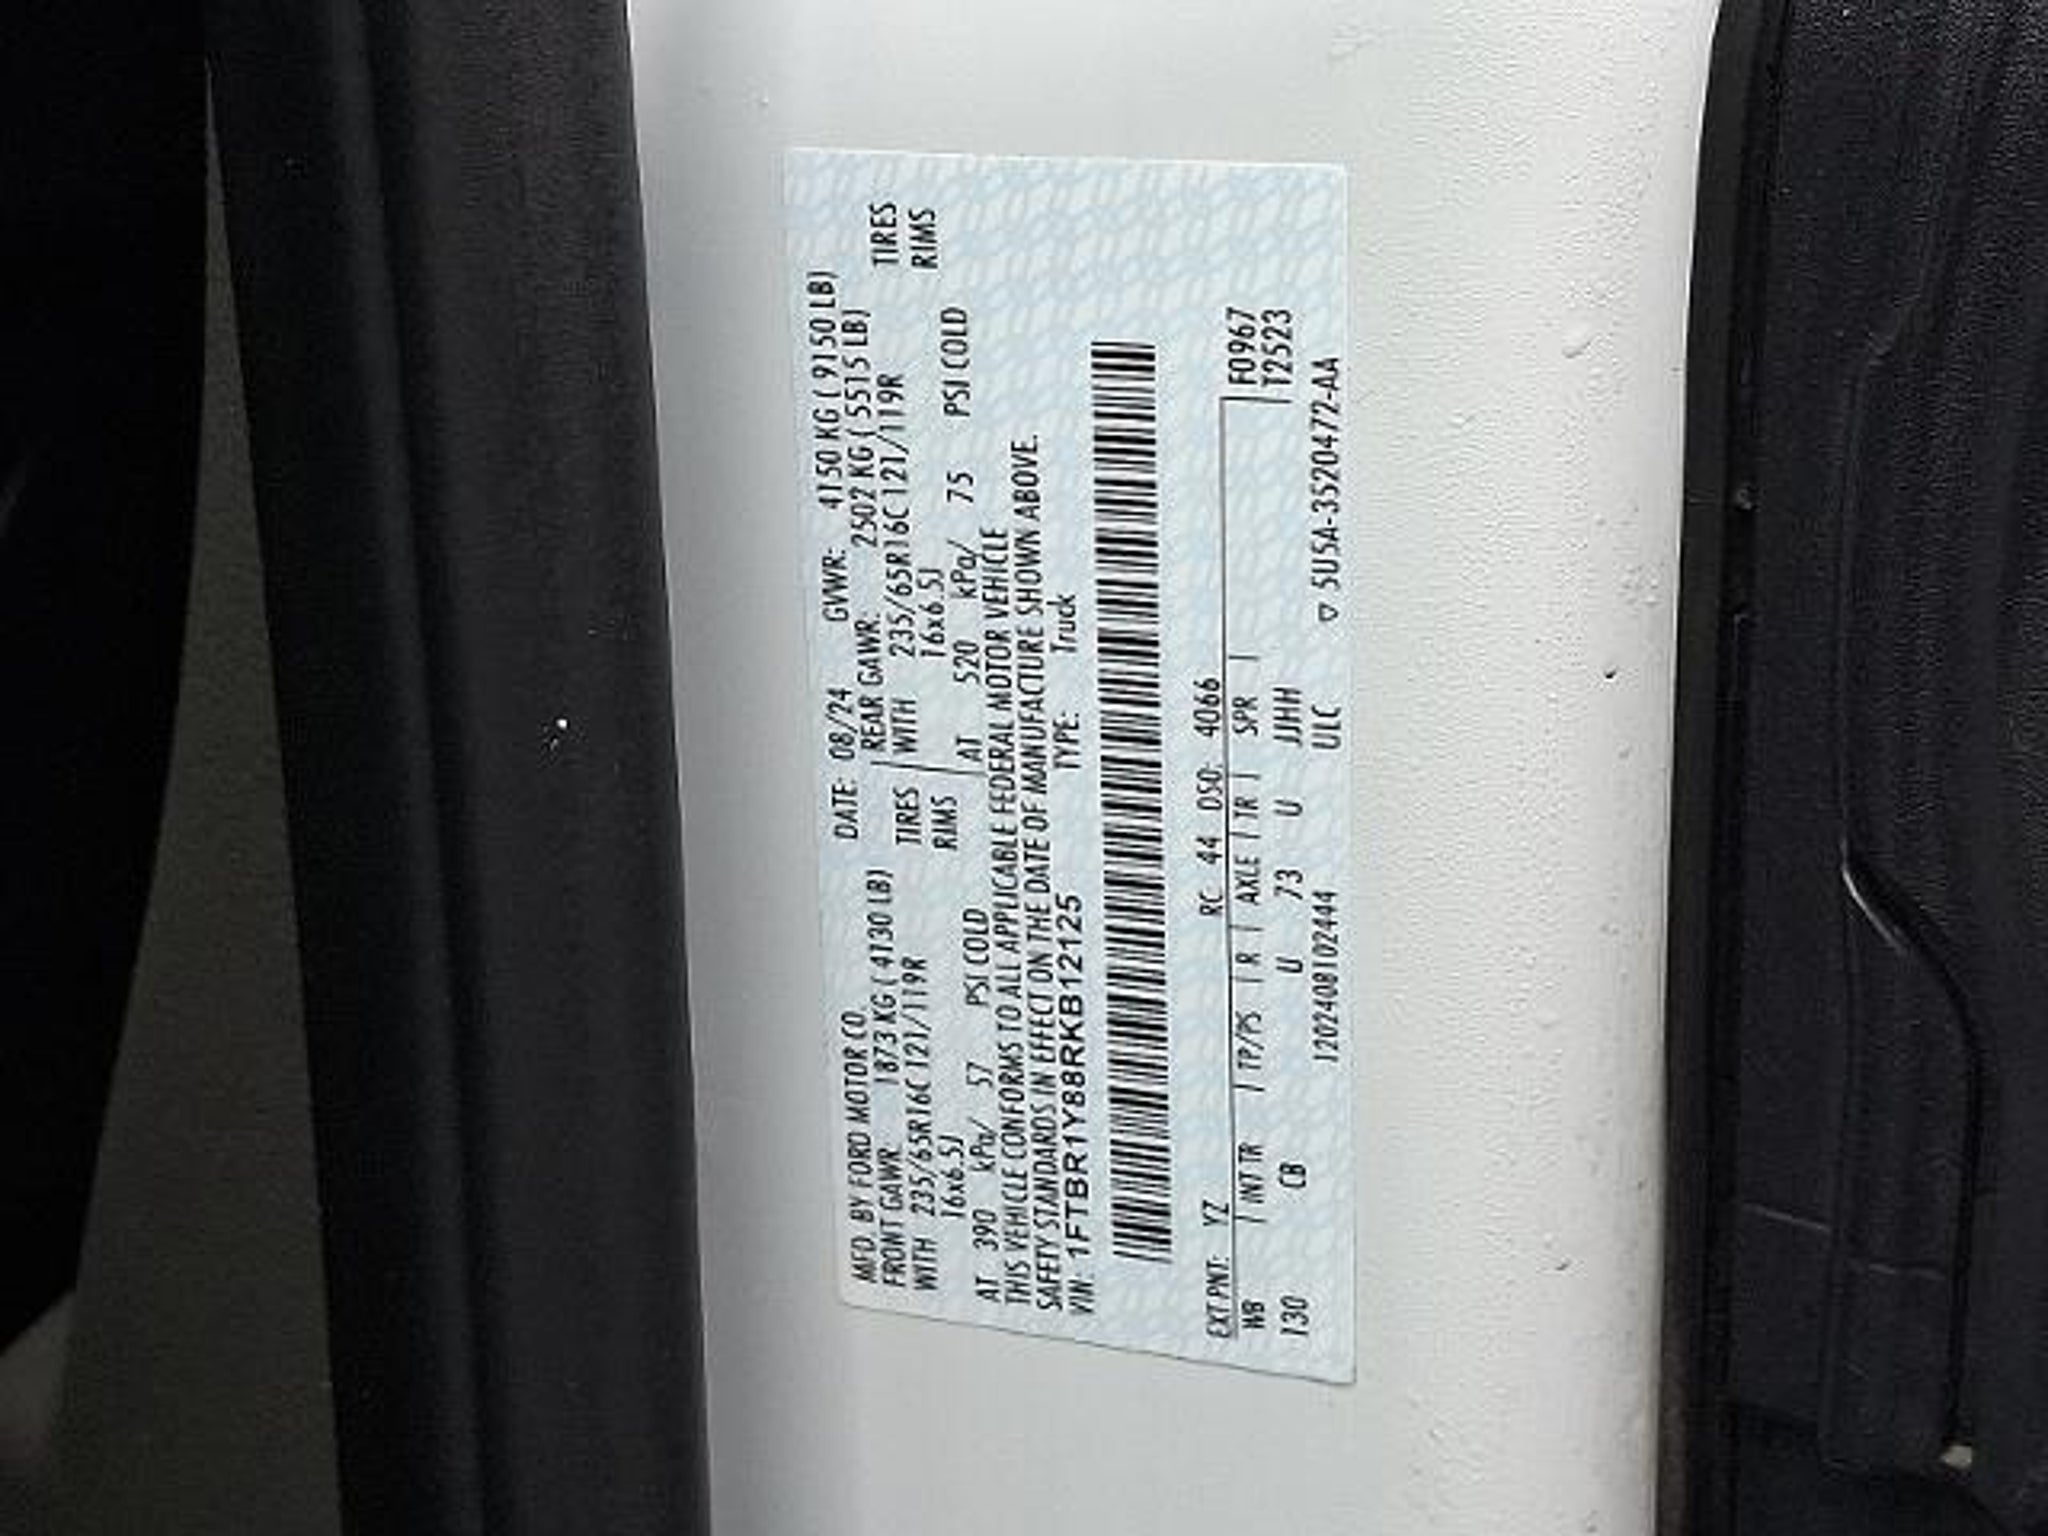 MFD. BY FORD MOTOR CO. DATE: 08/24 GVWR: 4150 KG ( 9150 LB)
FRONT GAWR: 1873 KG ( 4130 LB) REAR GAWR: 2502 KG ( 5515 LB)
WITH 235/65R16C 121/119R TIRES WITH 235/65R16C 121/119R TIRES
16x6.5J RIMS 16x6.5J RIMS
AT 390 kPa/ 57 PSI COLD AT 520 kPa/ 75 PSI COLD
THIS VEHICLE CONFORMS TO ALL APPLICABLE FEDERAL MOTOR VEHICLE
SAFETY STANDARDS IN EFFECT ON THE DATE OF MANUFACTURE SHOWN ABOVE.
VIN: 1FTBR1Y88RKB12125 TYPE: Truck
EXT PNT: YZ RC: 44 DSO: 4066
WB | INT TR | TP/PS | R | AXLE | TR | SPR | F0967
130 CB U 73 U JJHH T2523
120240810244 ULC ▽ 5U5A-3520472-AA